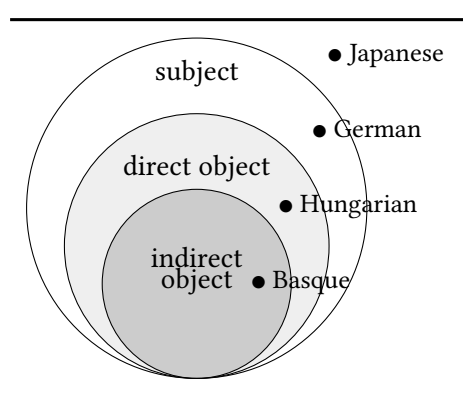 ● Japanese
subject
● German
direct object
● Hungarian
indirect
object
● Basque